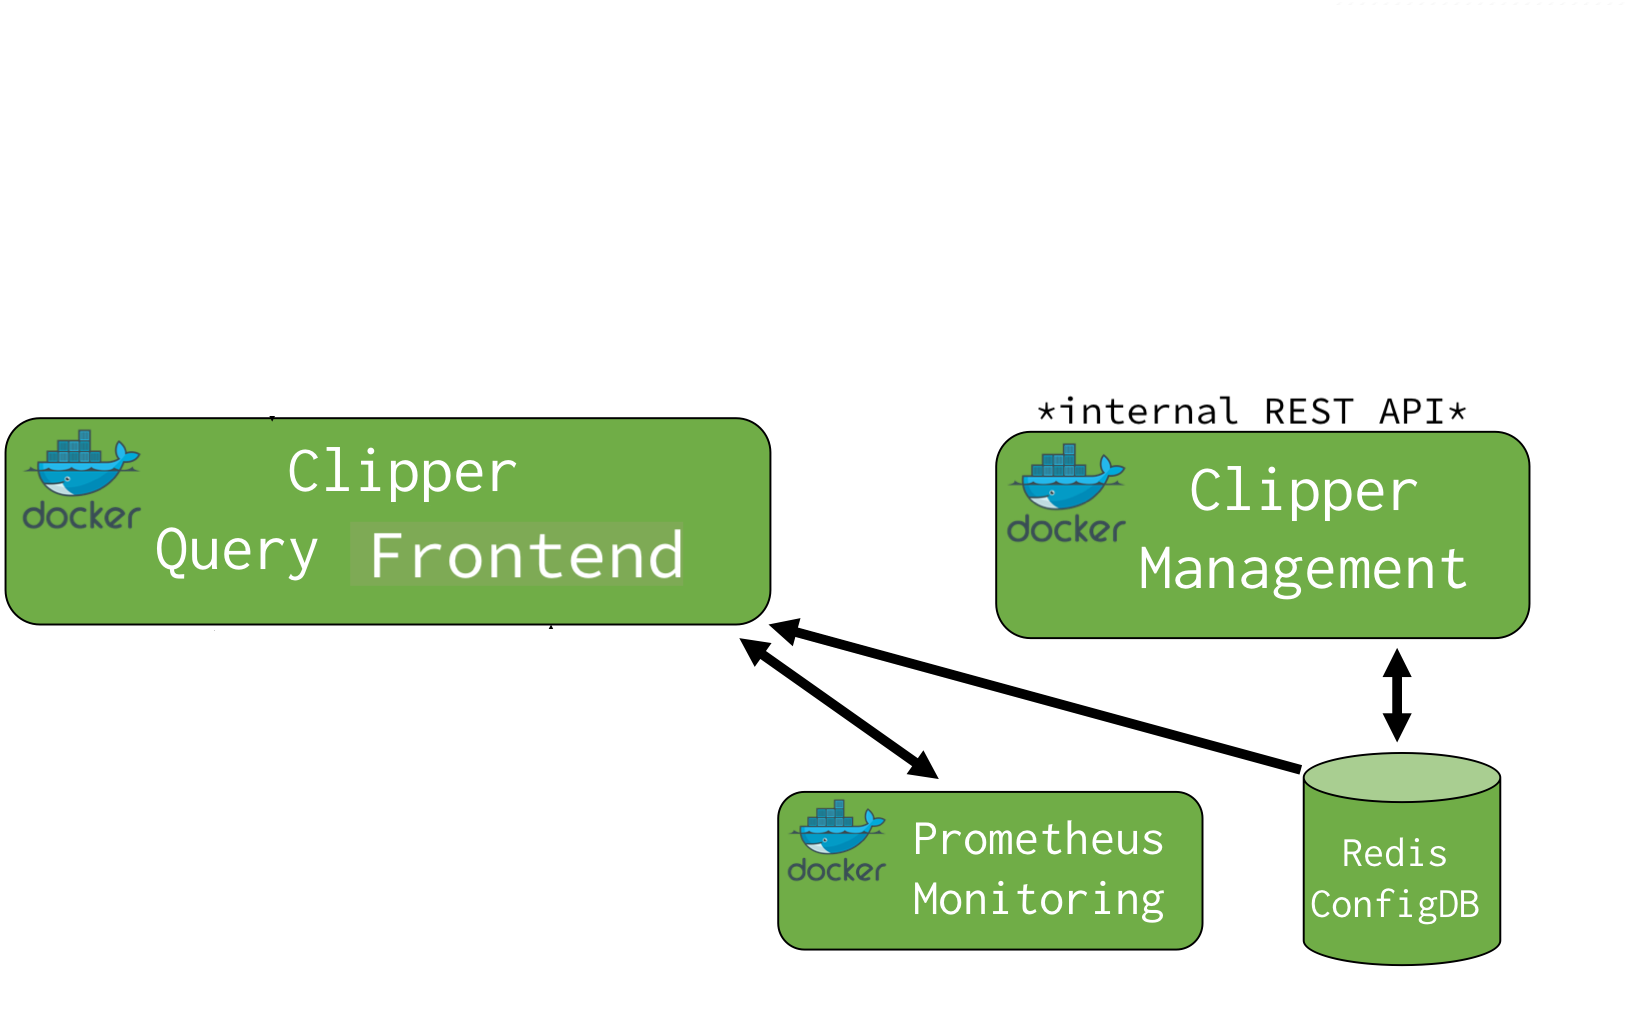 *internal REST API*
docker
Clipper
Query Frontend
docker
Clipper
Management
docker
Prometheus
Monitoring
Redis
ConfigDB